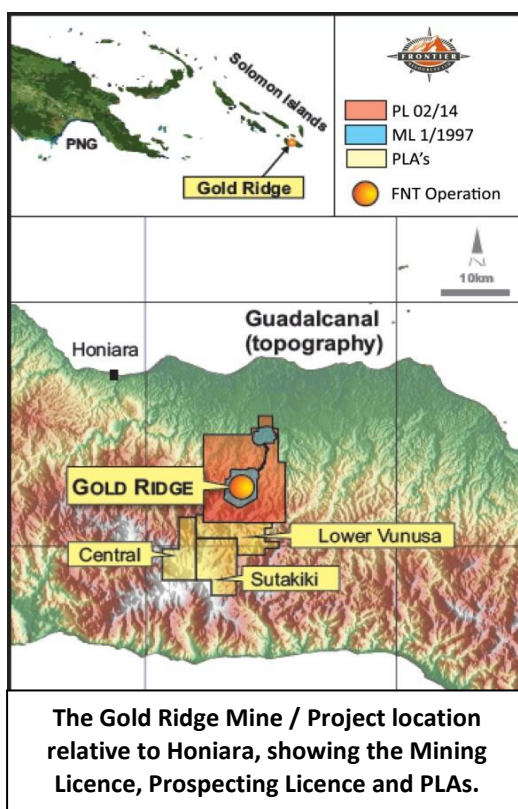 Solomon Islands
PNG
Gold Ridge
FRONTIER
PL 02/14
ML 1/1997
PLA's
FNT Operation
10km
Guadalcanal
(topography)
Honiara
GOLD RIDGE
Lower Vunusa
Central
Sutakiki
The Gold Ridge Mine / Project location
relative to Honiara, showing the Mining
Licence, Prospecting Licence and PLAs.